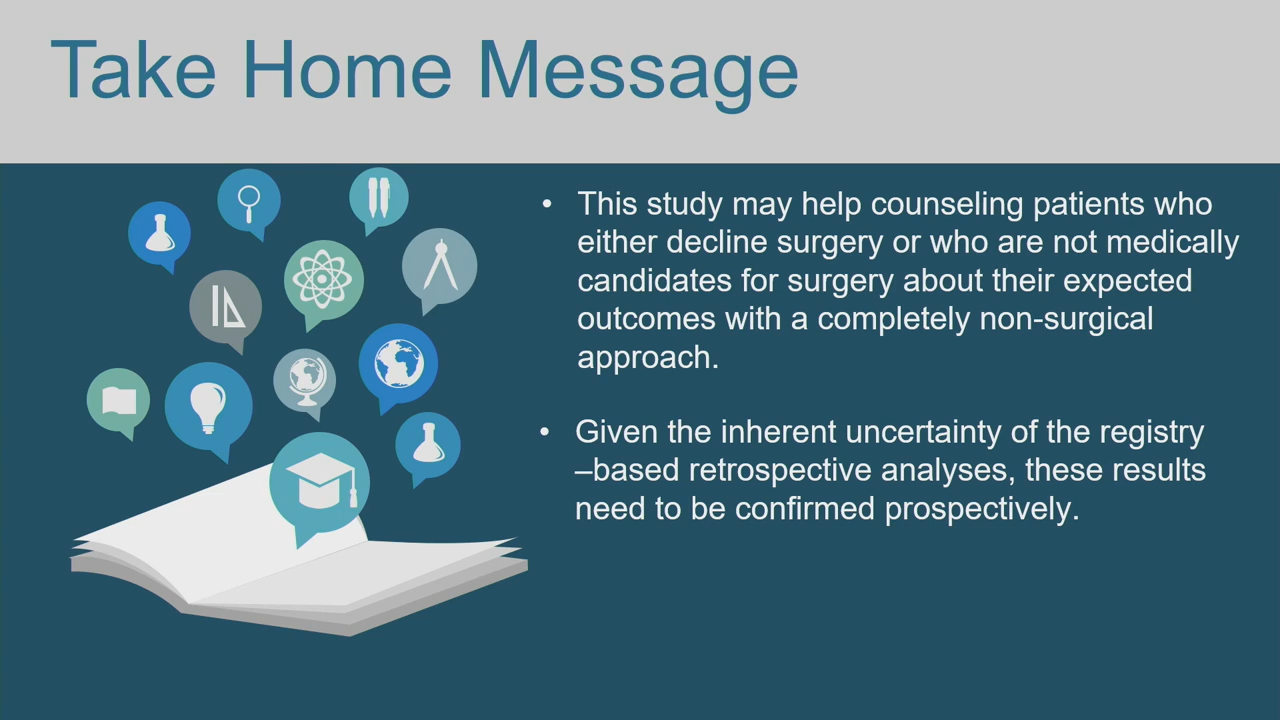 Take Home Message
• This study may help counseling patients who
either decline surgery or who are not medically
candidates for surgery about their expected
outcomes with a completely non-surgical
approach.
• Given the inherent uncertainty of the registry
–based retrospective analyses, these results
need to be confirmed prospectively.